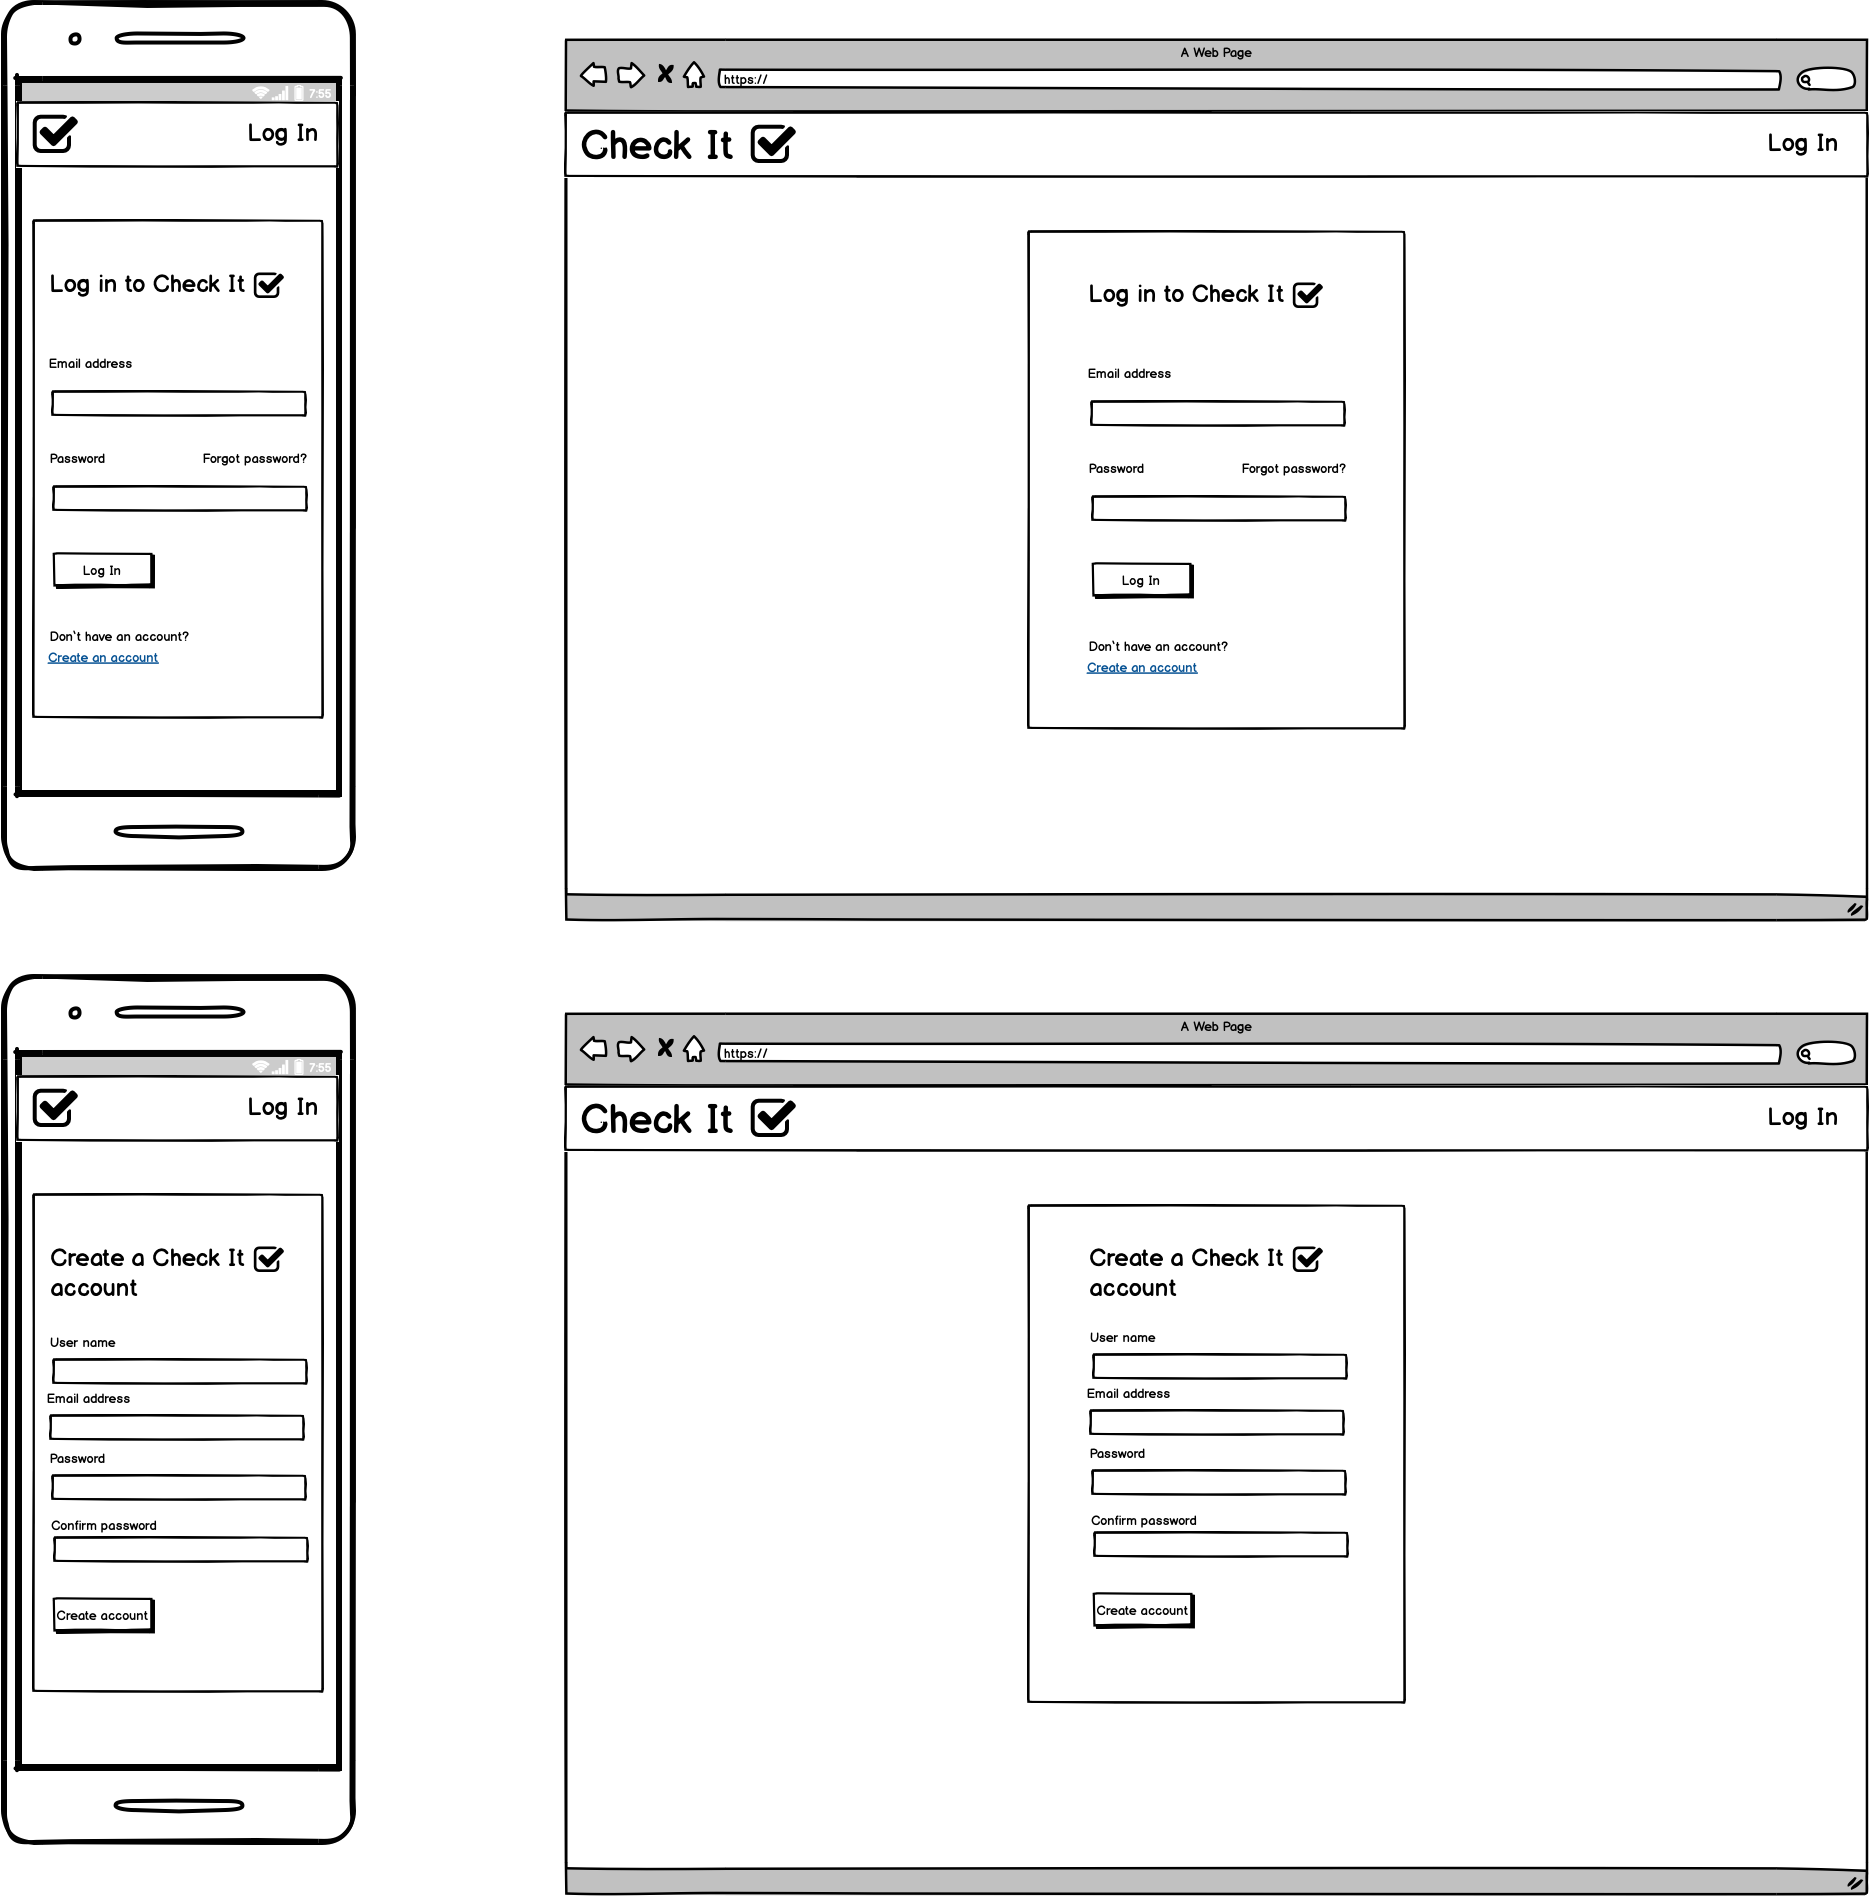 7:55
Log In
Log in to Check It
Email address
Password Forgot password?
Log In
Don't have an account?
Create an account
A Web Page
https://
Check It Log In
Log in to Check It
Email address
Password Forgot password?
Log In
Don't have an account?
Create an account
7:55
Log In
Create a Check It
account
User name
Email address
Password
Confirm password
Create account
A Web Page
https://
Check It Log In
Create a Check It
account
User name
Email address
Password
Confirm password
Create account